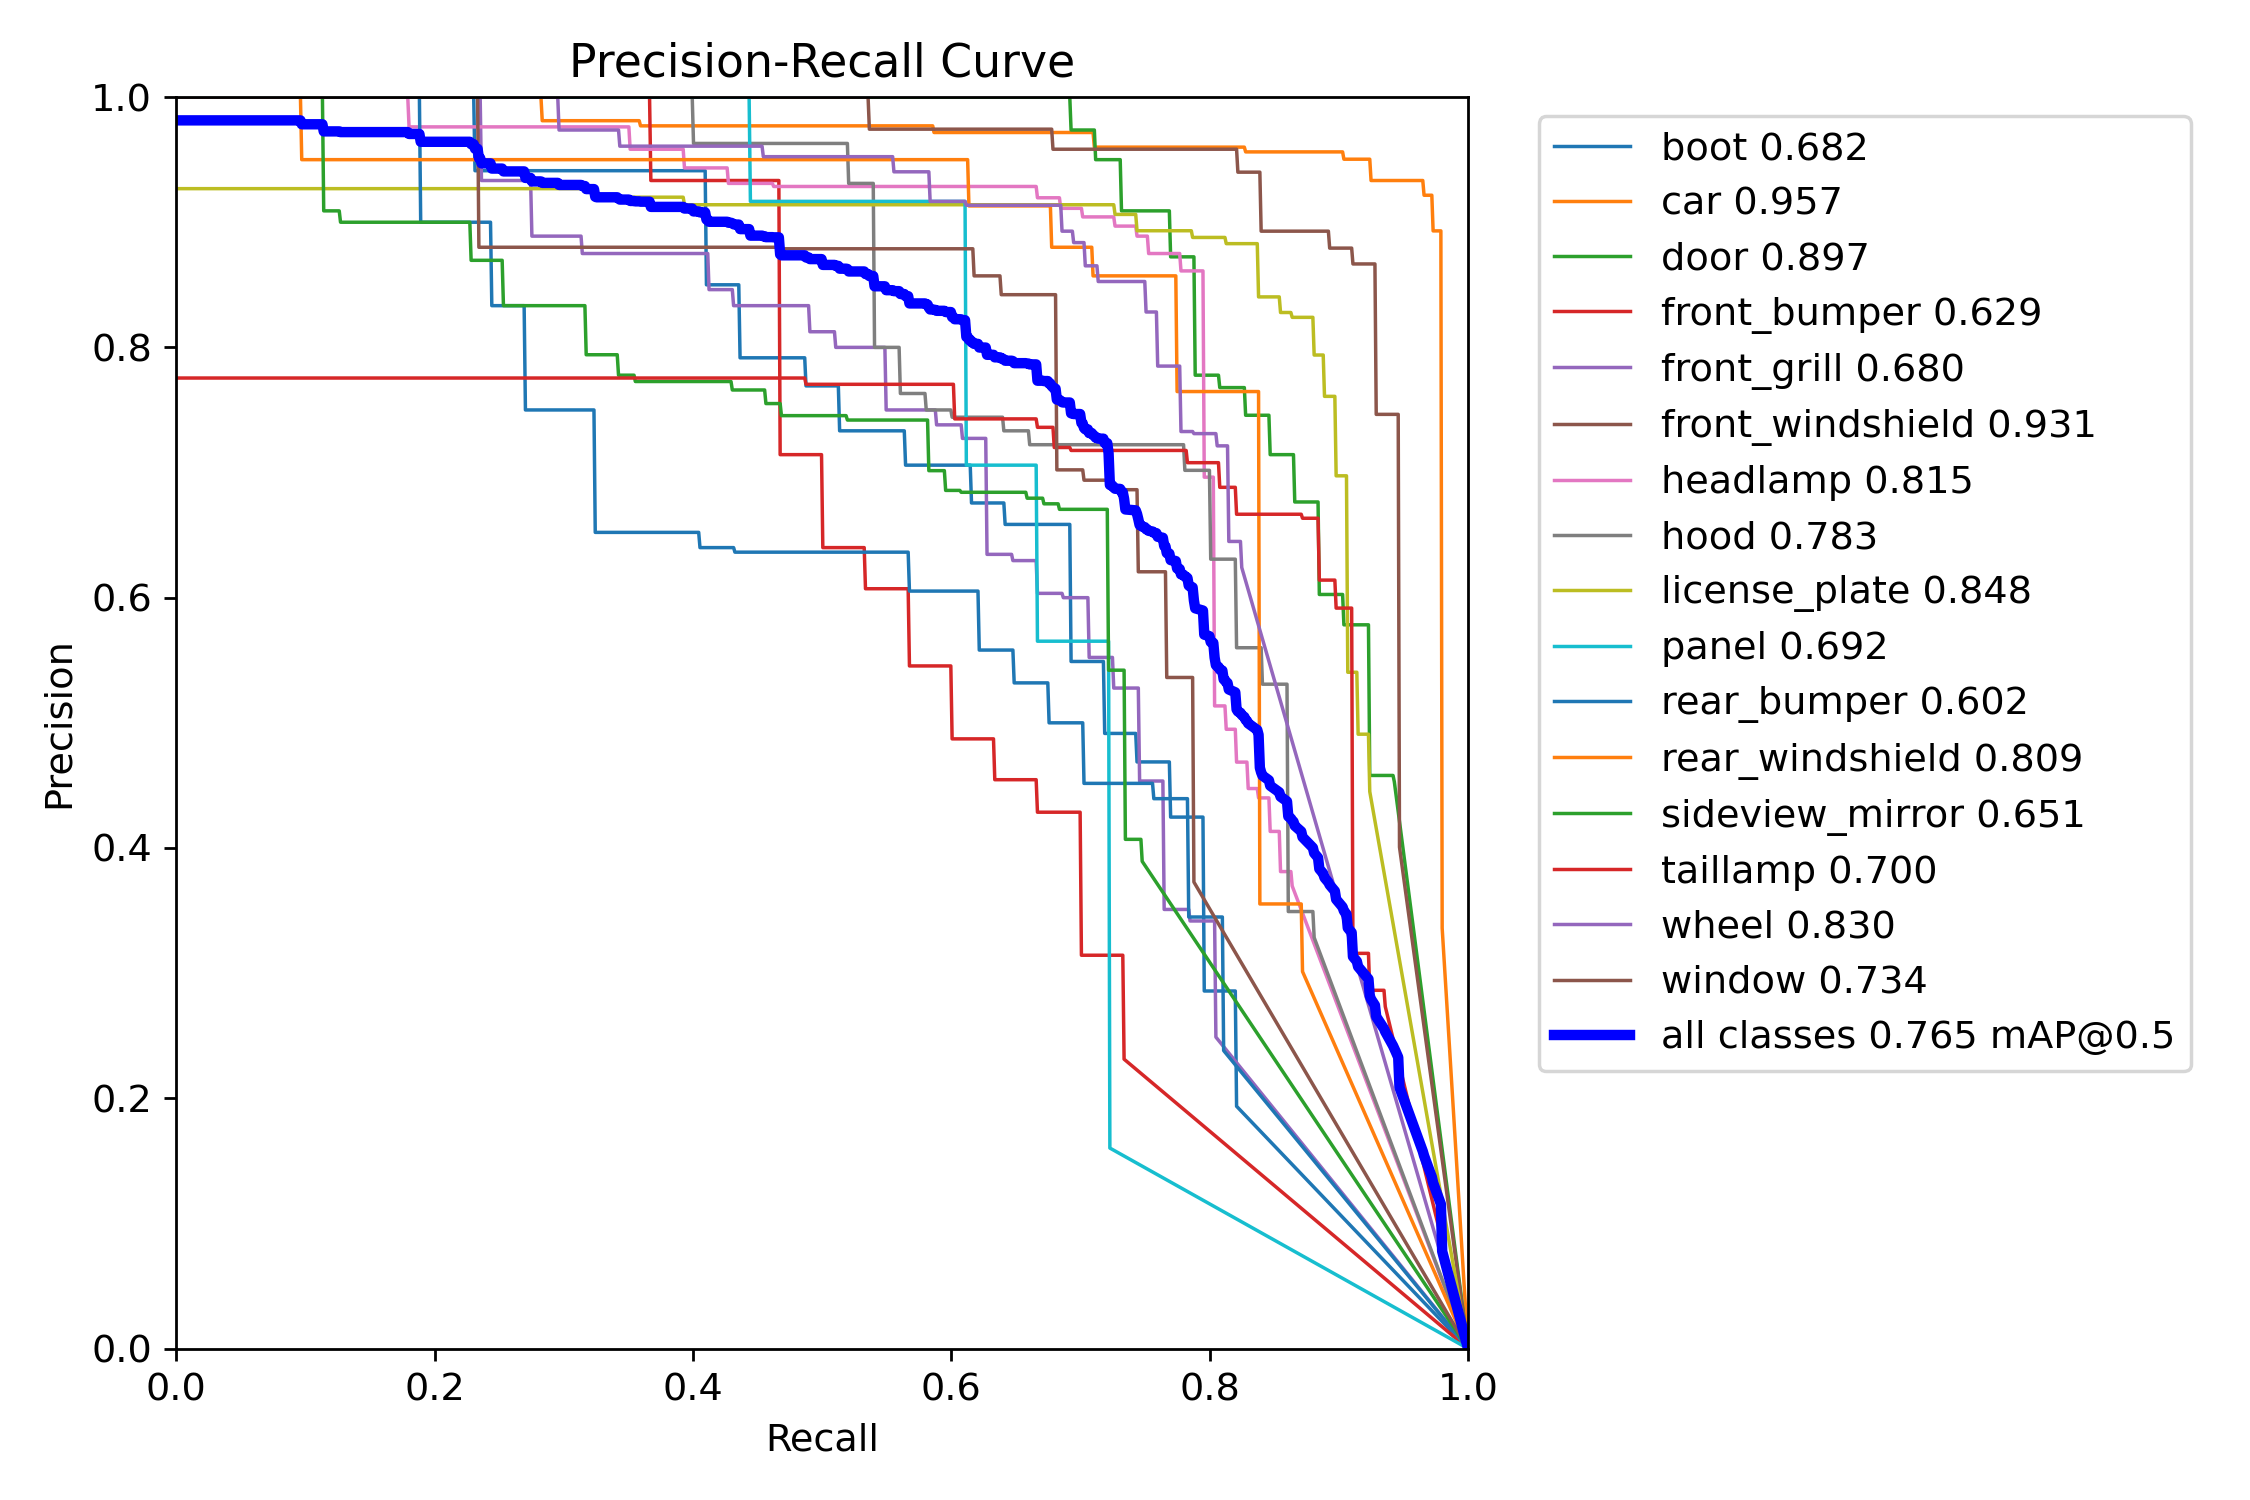 Precision-Recall Curve
1.0
0.8
0.6
0.4
0.2
0.0
Precision
0.0 0.2 0.4 0.6 0.8 1.0
Recall
boot 0.682
car 0.957
door 0.897
front_bumper 0.629
front_grill 0.680
front_windshield 0.931
headlamp 0.815
hood 0.783
license_plate 0.848
panel 0.692
rear_bumper 0.602
rear_windshield 0.809
sideview_mirror 0.651
taillamp 0.700
wheel 0.830
window 0.734
all classes 0.765 mAP@0.5